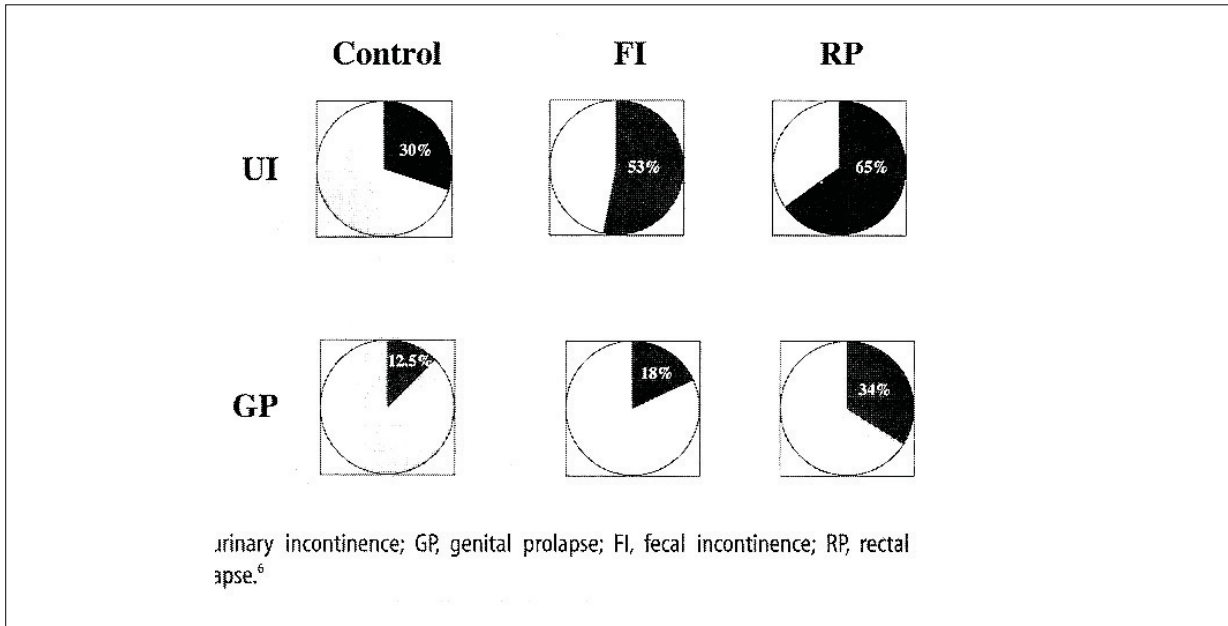 Control FI RP
UI 30% 53% 65%
GP 12.5% 18% 34%
urinary incontinence; GP, genital prolapse; FI, fecal incontinence; RP, rectal
apse.⁶